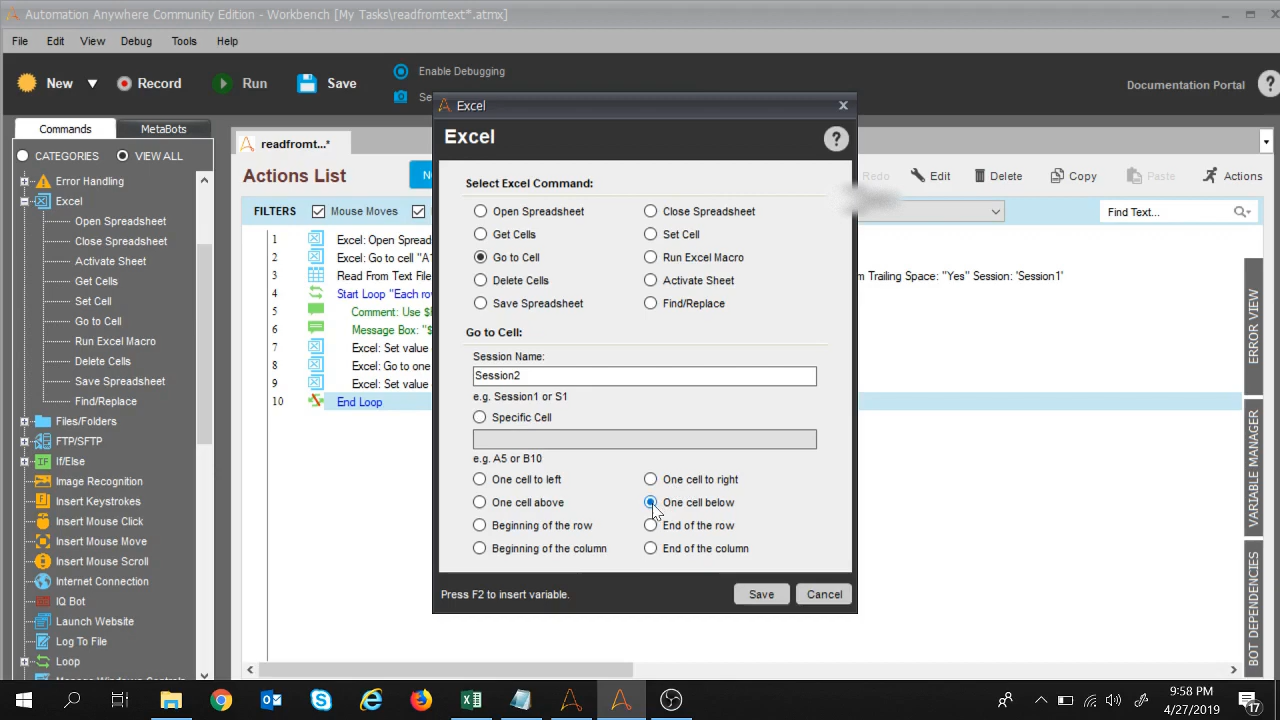 Automation Anywhere Community Edition - Workbench [My Tasks\readfromtext*.atmx]
File Edit View Debug Tools Help
New Record Run Save
Enable Debugging
Se
Documentation Portal
Commands MetaBots
CATEGORIES VIEW ALL
Error Handling
Excel
Open Spreadsheet
Close Spreadsheet
Activate Sheet
Get Cells
Set Cell
Go to Cell
Run Excel Macro
Delete Cells
Save Spreadsheet
Find/Replace
Files/Folders
FTP/SFTP
If/Else
Image Recognition
Insert Keystrokes
Insert Mouse Click
Insert Mouse Move
Insert Mouse Scroll
Internet Connection
IQ Bot
Launch Website
Log To File
Loop
Manage Windows Controls
readfromt...*
Actions List
Redo Edit Delete Copy Paste Actions
FILTERS Mouse Moves
Find Text...
1 Excel: Open Spread
2 Excel: Go to cell "A1
3 Read From Text File
m Trailing Space: "Yes" Session: 'Session1'
4 Start Loop "Each ro
5 Comment: Use $
6 Message Box: "$
7 Excel: Set value
8 Excel: Go to one
9 Excel: Set value
10 End Loop
Excel
Excel
Select Excel Command:
Open Spreadsheet Close Spreadsheet
Get Cells Set Cell
Go to Cell Run Excel Macro
Delete Cells Activate Sheet
Save Spreadsheet Find/Replace
Go to Cell:
Session Name:
Session2
e.g. Session1 or S1
Specific Cell
e.g. A5 or B10
One cell to left One cell to right
One cell above One cell below
Beginning of the row End of the row
Beginning of the column End of the column
Press F2 to insert variable. Save Cancel
ERROR VIEW
VARIABLE MANAGER
BOT DEPENDENCIES
9:58 PM
4/27/2019
17